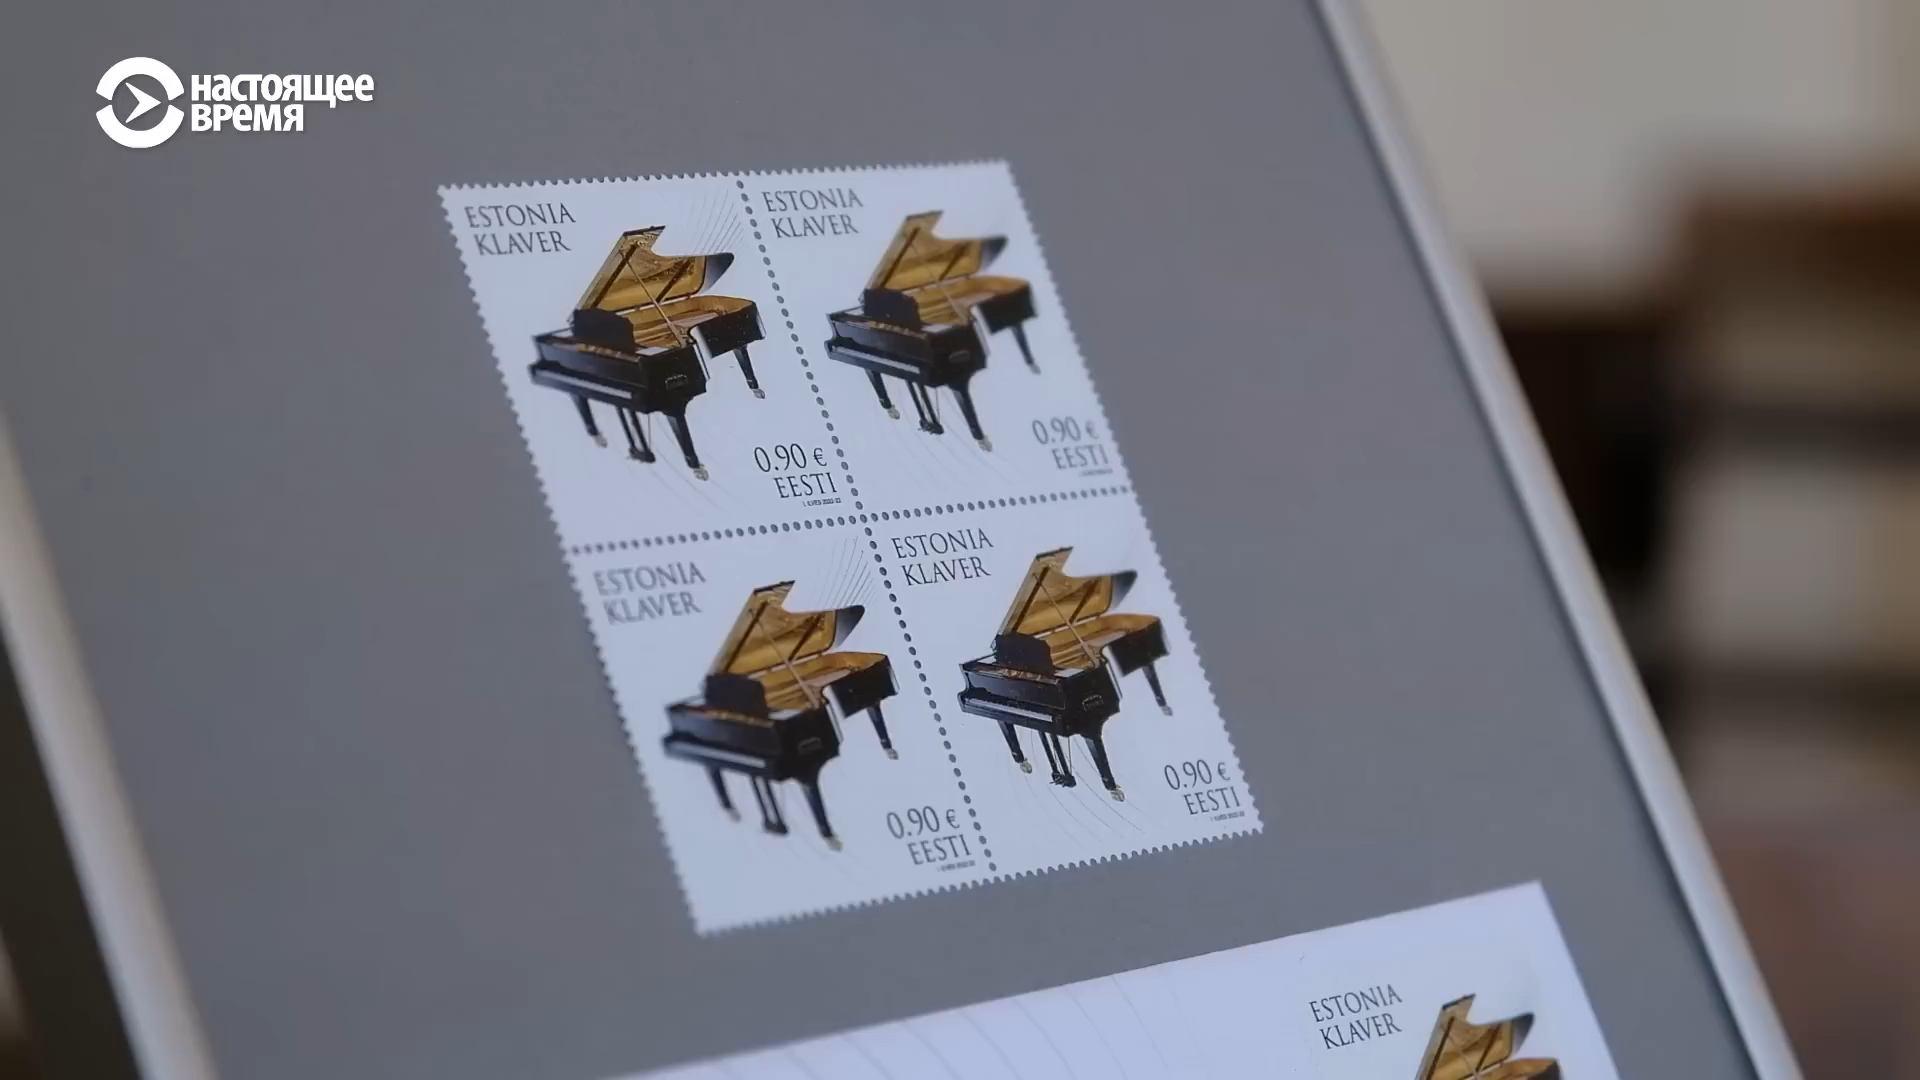 НАСТОЯЩЕЕ
ВРЕМЯ
ESTONIA
KLAVER
0.90 €
EESTI
ESTONIA
KLAVER
0.90 €
EESTI
ESTONIA
KLAVER
0.90 €
EESTI
ESTONIA
KLAVER
0.90 €
EESTI
ESTONIA
KLAVER